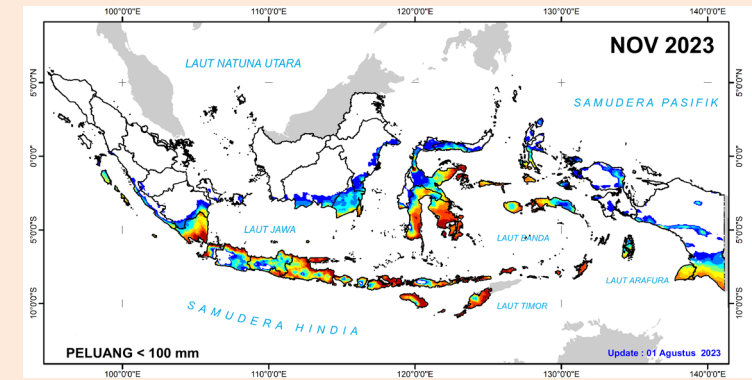 100°0'0"E 110°0'0"E 120°0'0"E 130°0'0"E 140°0'0"E
NOV 2023
LAUT NATUNA UTARA
5°0'0"N 5°0'0"N
SAMUDERA PASIFIK
0°0'0" 0°0'0"
LAUT JAWA
LAUT BANDA
5°0'0"S 5°0'0"S
LAUT ARAFURA
SAMUDERA HINDIA
LAUT TIMOR
10°0'0"S 10°0'0"S
PELUANG < 100 mm
Update : 01 Agustus 2023
100°0'0"E 110°0'0"E 120°0'0"E 130°0'0"E 140°0'0"E